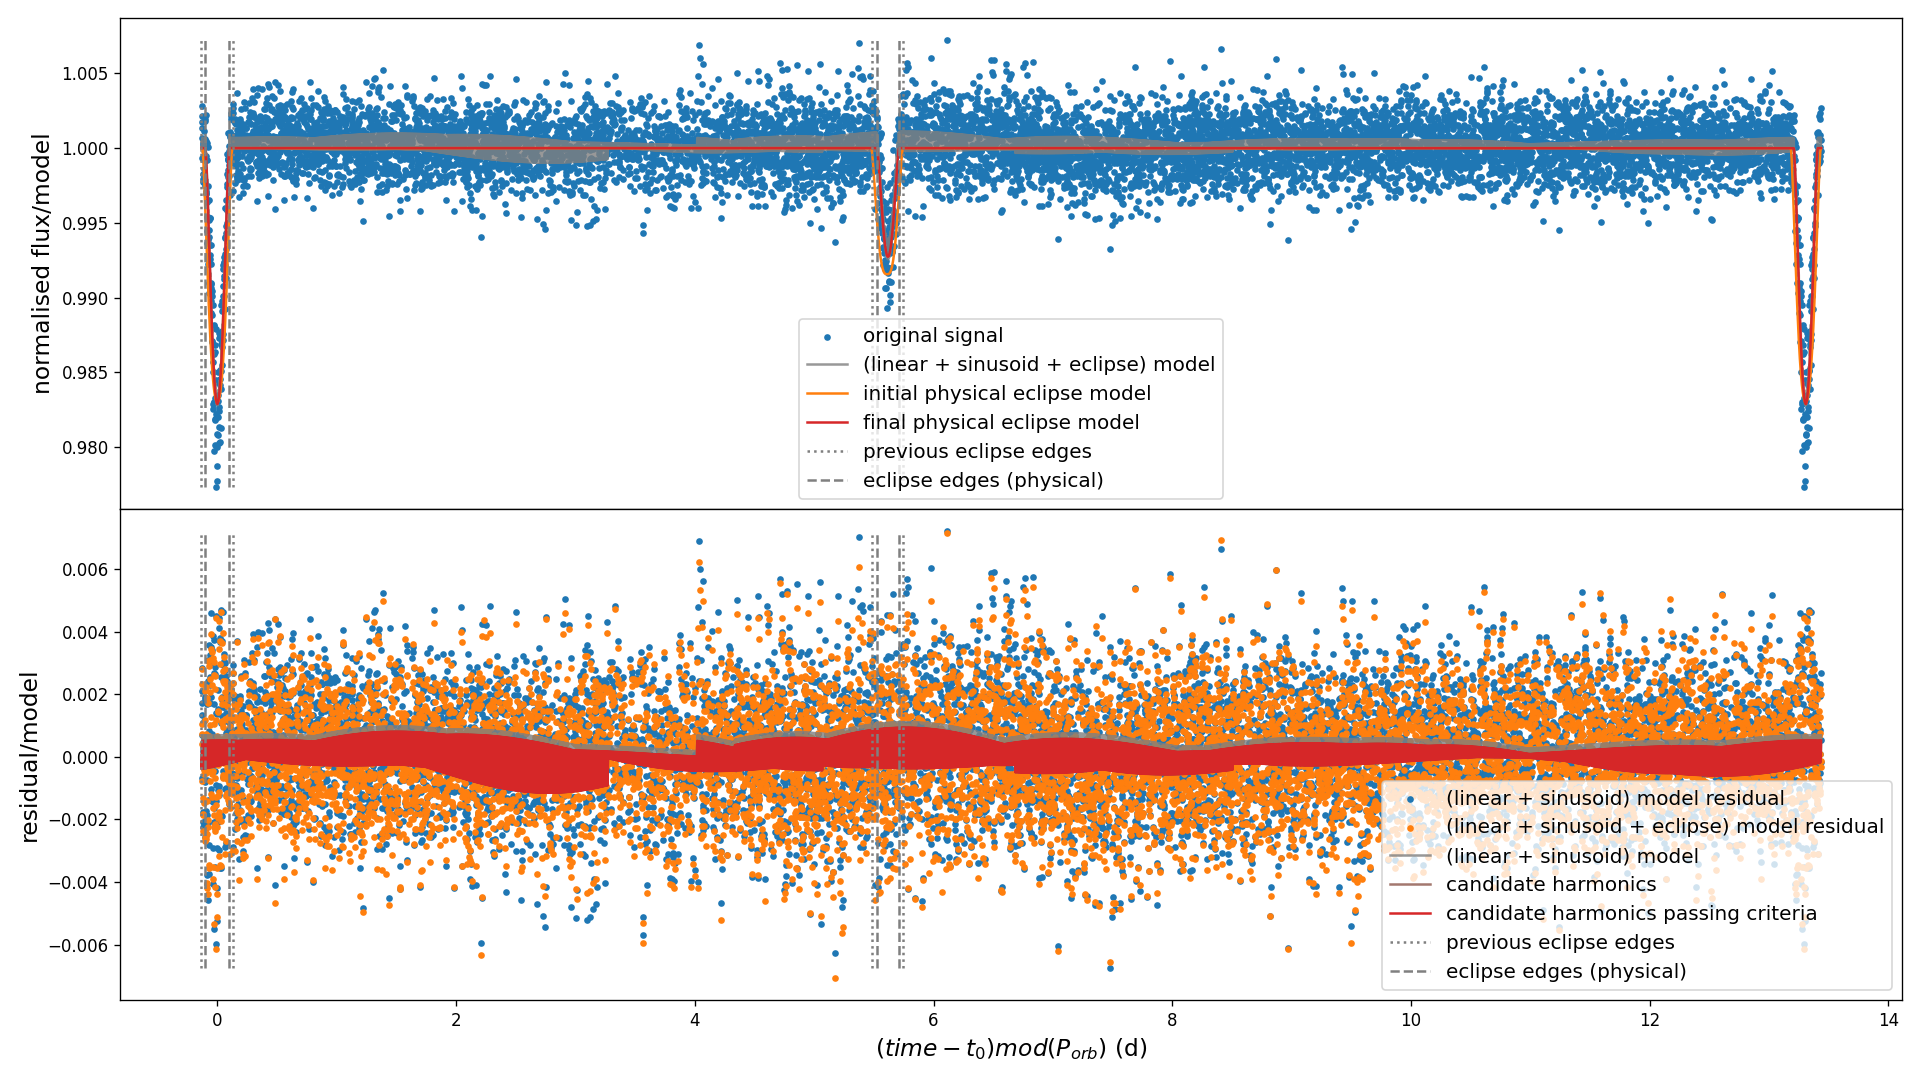 1.005
1.000
0.995
0.990
0.985
0.980
normalised flux/model
original signal
(linear + sinusoid + eclipse) model
initial physical eclipse model
final physical eclipse model
previous eclipse edges
eclipse edges (physical)
0.006
0.004
0.002
0.000
−0.002
−0.004
−0.006
residual/model
(linear + sinusoid) model residual
(linear + sinusoid + eclipse) model residual
(linear + sinusoid) model
candidate harmonics
candidate harmonics passing criteria
previous eclipse edges
eclipse edges (physical)
0 2 4 6 8 10 12 14
(time − t₀)mod(Pₒᵣb) (d)